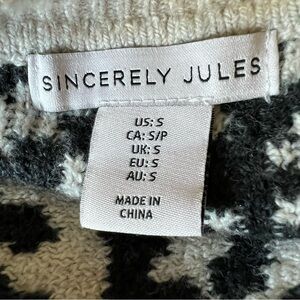 SINCERELY JULES
US: S
CA: S/P
UK: S
EU: S
AU: S
MADE IN
CHINA